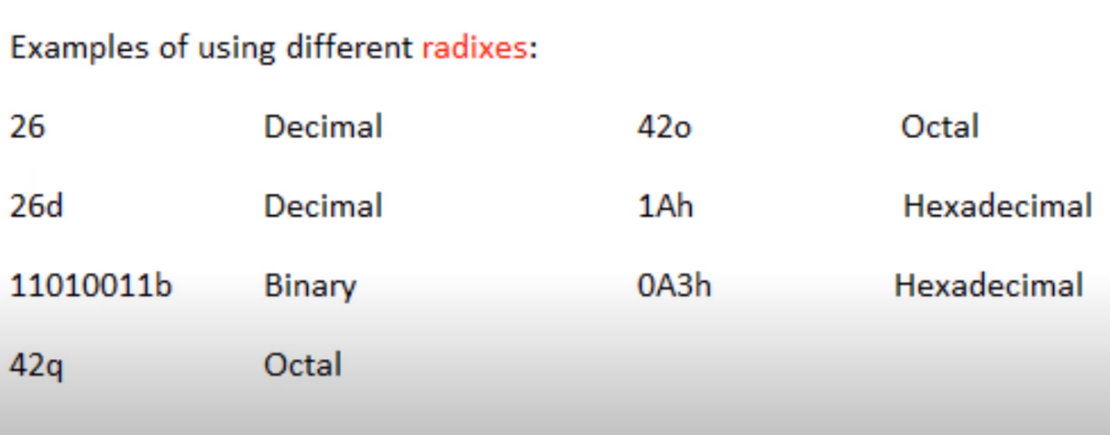 Examples of using different radixes:
26 Decimal 42o Octal
26d Decimal 1Ah Hexadecimal
11010011b Binary 0A3h Hexadecimal
42q Octal